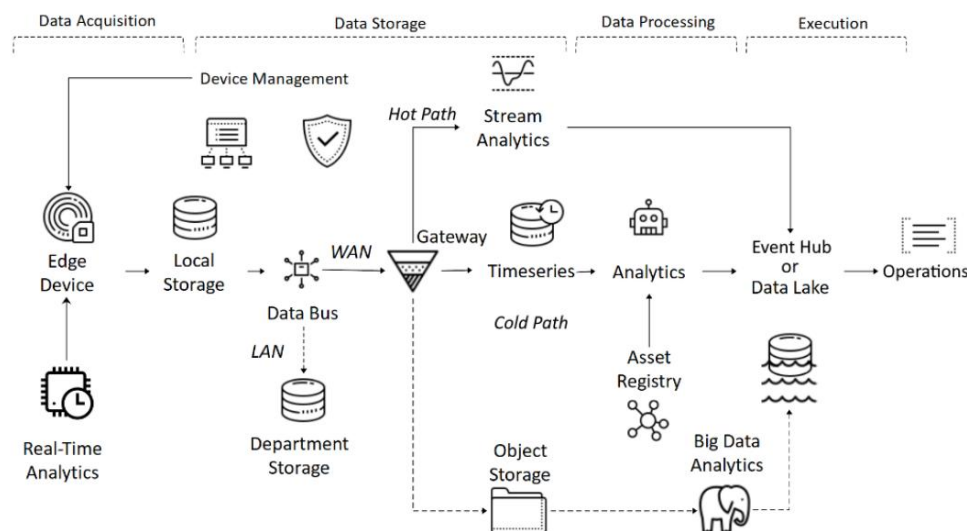 Data Acquisition
Data Storage
Data Processing
Execution
Device Management
Hot Path
Stream
Analytics
Edge
Device
Local
Storage
WAN
Gateway
Timeseries
Analytics
Event Hub
or
Data Lake
Operations
Data Bus
Cold Path
LAN
Asset
Registry
Real-Time
Analytics
Department
Storage
Object
Storage
Big Data
Analytics